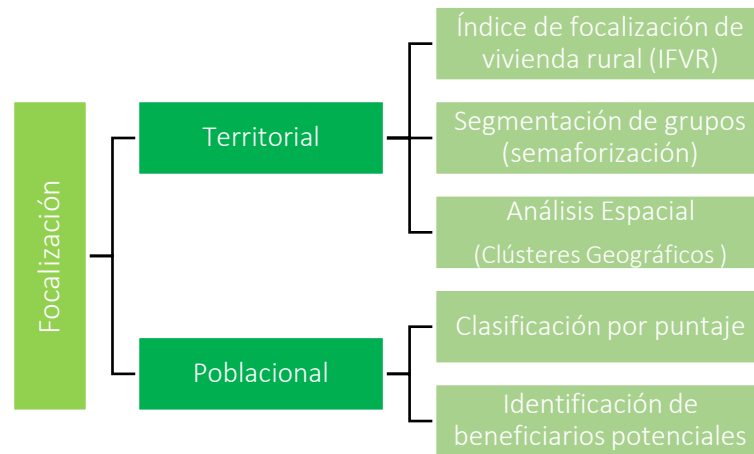 Focalización
Territorial
Índice de focalización de
vivienda rural (IFVR)
Segmentación de grupos
(semaforización)
Análisis Espacial
(Clústeres Geográficos )
Poblacional
Clasificación por puntaje
Identificación de
beneficiarios potenciales